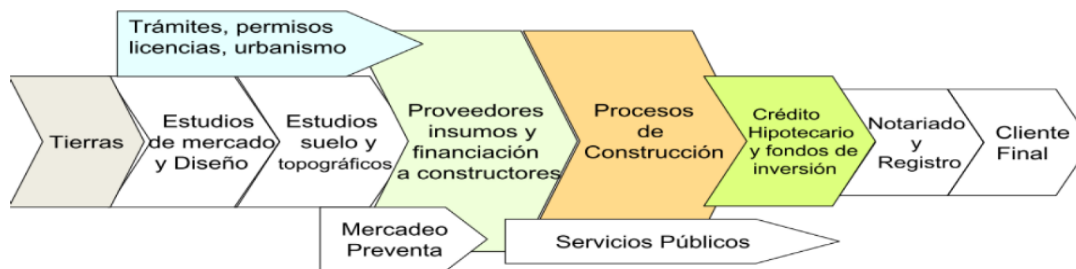 Trámites, permisos
licencias, urbanismo
Tierras
Estudios
de mercado
y Diseño
Estudios
suelo y
topográficos
Proveedores
insumos y
financiación
a constructores
Procesos
de
Construcción
Crédito
Hipotecario
y fondos de
inversión
Notariado
y
Registro
Cliente
Final
Mercadeo
Preventa
Servicios Públicos